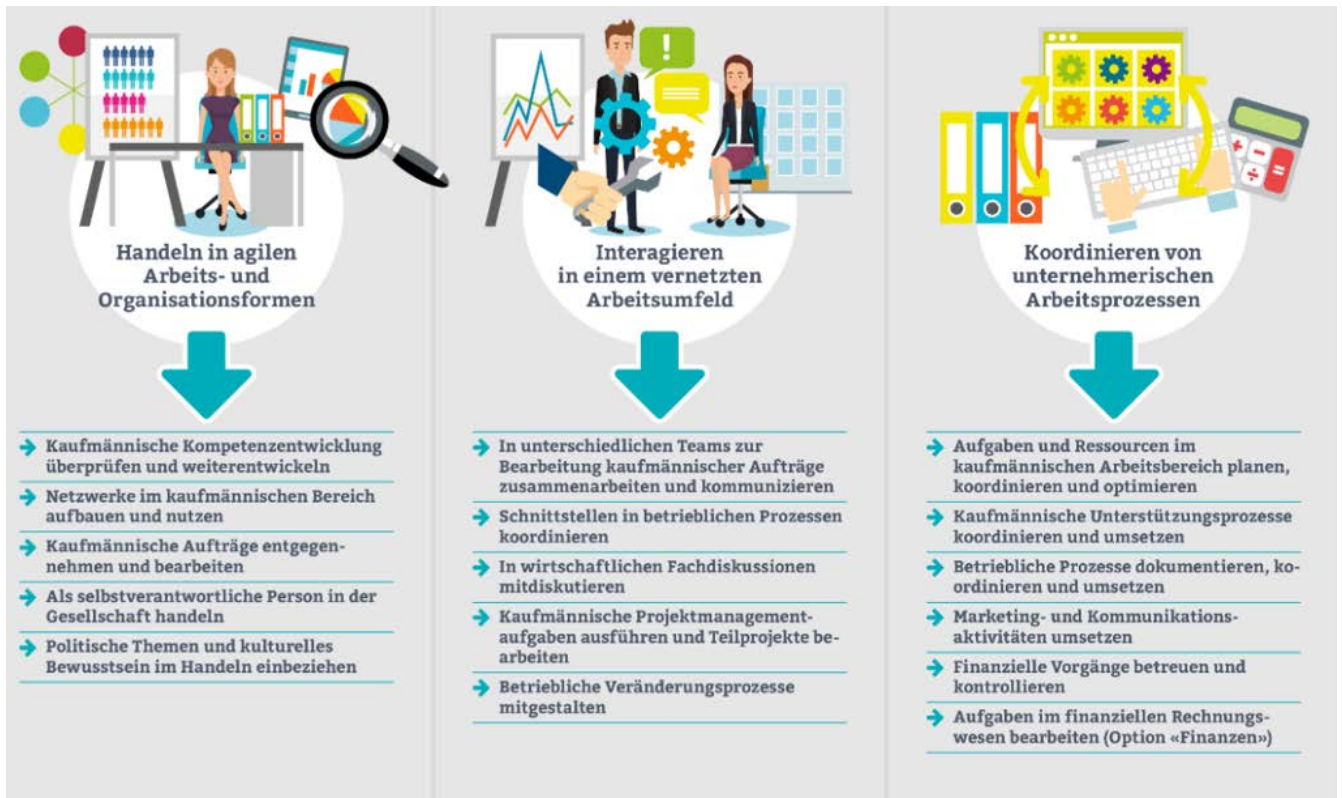 Handeln in agilen
Arbeits- und
Organisationsformen
Kaufmännische Kompetenzentwicklung
überprüfen und weiterentwickeln
Netzwerke im kaufmännischen Bereich
aufbauen und nutzen
Kaufmännische Aufträge entgegen-
nehmen und bearbeiten
Als selbstverantwortliche Person in der
Gesellschaft handeln
Politische Themen und kulturelles
Bewusstsein im Handeln einbeziehen
Interagieren
in einem vernetzten
Arbeitsumfeld
In unterschiedlichen Teams zur
Bearbeitung kaufmännischer Aufträge
zusammenarbeiten und kommunizieren
Schnittstellen in betrieblichen Prozessen
koordinieren
In wirtschaftlichen Fachdiskussionen
mitdiskutieren
Kaufmännische Projektmanagement-
aufgaben ausführen und Teilprojekte be-
arbeiten
Betriebliche Veränderungsprozesse
mitgestalten
Koordinieren von
unternehmerischen
Arbeitsprozessen
Aufgaben und Ressourcen im
kaufmännischen Arbeitsbereich planen,
koordinieren und optimieren
Kaufmännische Unterstützungsprozesse
koordinieren und umsetzen
Betriebliche Prozesse dokumentieren, ko-
ordinieren und umsetzen
Marketing- und Kommunikations-
aktivitäten umsetzen
Finanzielle Vorgänge betreuen und
kontrollieren
Aufgaben im finanziellen Rechnungs-
wesen bearbeiten (Option «Finanzen»)